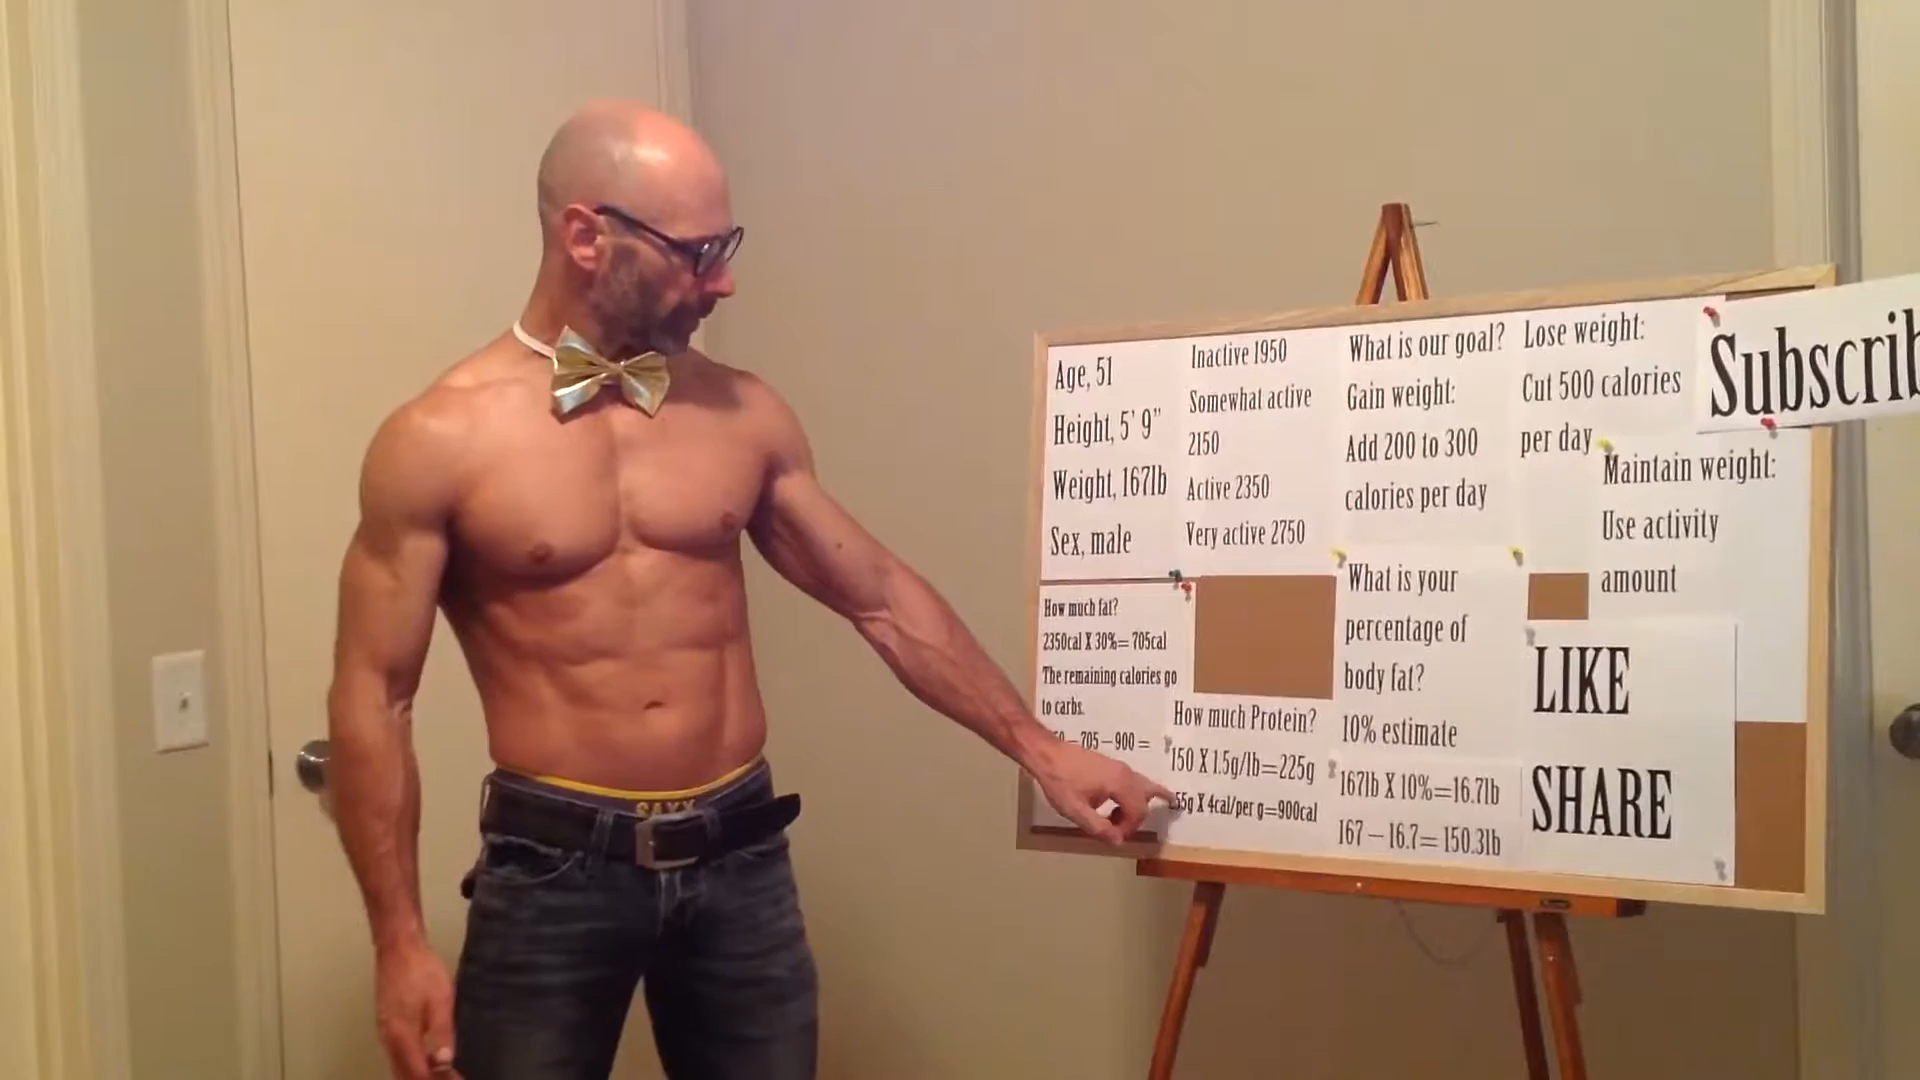 Age, 51
Height, 5' 9"
Weight, 167lb
Sex, male
Inactive 1950
Somewhat active
2150
Active 2350
Very active 2750
What is our goal?
Gain weight:
Add 200 to 300
calories per day
Lose weight:
Cut 500 calories
per day
Subscrib
Maintain weight:
Use activity
amount
How much fat?
2350cal X 30%= 705cal
The remaining calories go
to carbs.
– 705 – 900 =
How much Protein?
150 X 1.5g/lb=225g
55g X 4cal/per g=900cal
What is your
percentage of
body fat?
10% estimate
167lb X 10%=16.7lb
167 – 16.7= 150.3lb
LIKE
SHARE
SAXX